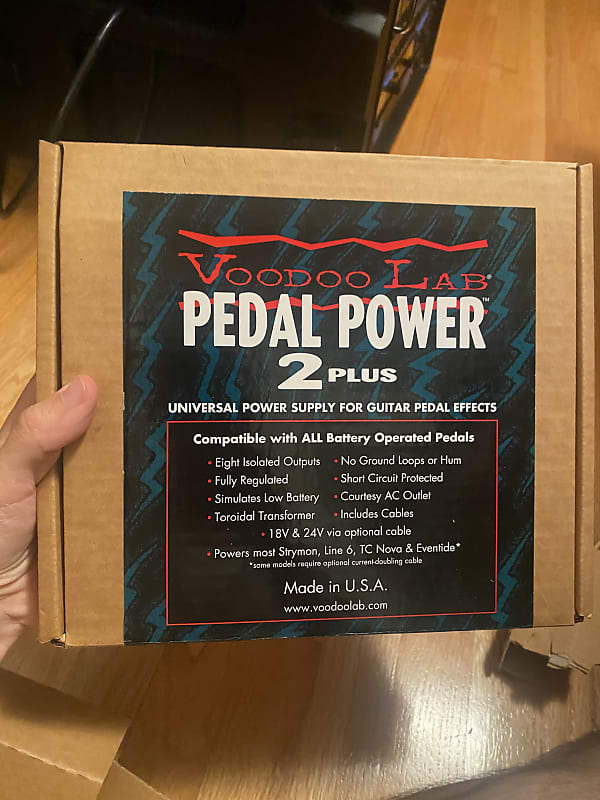 VOODOO LAB®
PEDAL POWER™
2 PLUS
UNIVERSAL POWER SUPPLY FOR GUITAR PEDAL EFFECTS
Compatible with ALL Battery Operated Pedals
• Eight Isolated Outputs • No Ground Loops or Hum
• Fully Regulated • Short Circuit Protected
• Simulates Low Battery • Courtesy AC Outlet
• Toroidal Transformer • Includes Cables
• 18V & 24V via optional cable
• Powers most Strymon, Line 6, TC Nova & Eventide*
*some models require optional current-doubling cable
Made in U.S.A.
www.voodoolab.com